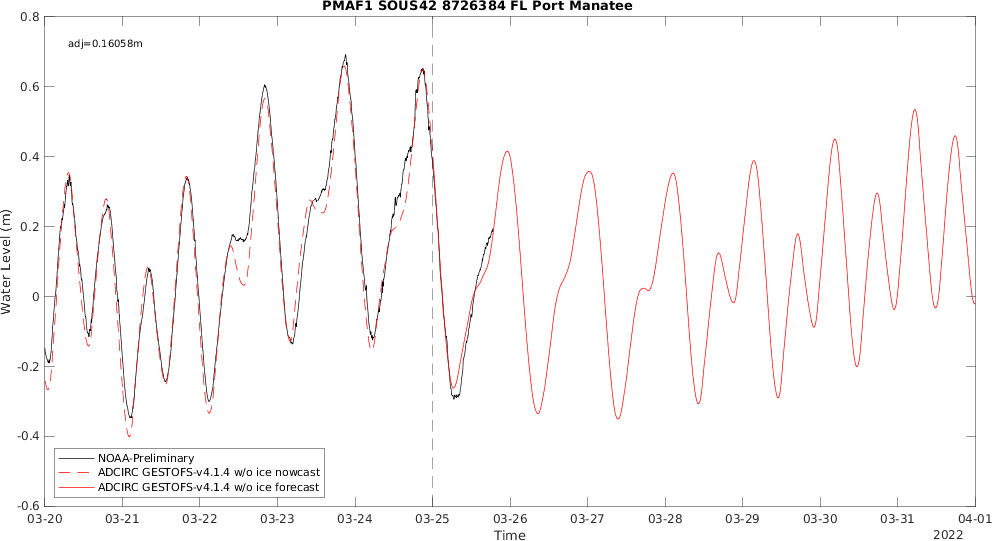 PMAF1 SOUS42 8726384 FL Port Manatee
adj=0.16058m
0.8
0.6
0.4
0.2
0
-0.2
-0.4
-0.6
Water Level (m)
NOAA-Preliminary
ADCIRC GESTOFS-v4.1.4 w/o ice nowcast
ADCIRC GESTOFS-v4.1.4 w/o ice forecast
03-20 03-21 03-22 03-23 03-24 03-25 03-26 03-27 03-28 03-29 03-30 03-31 04-01
Time
2022